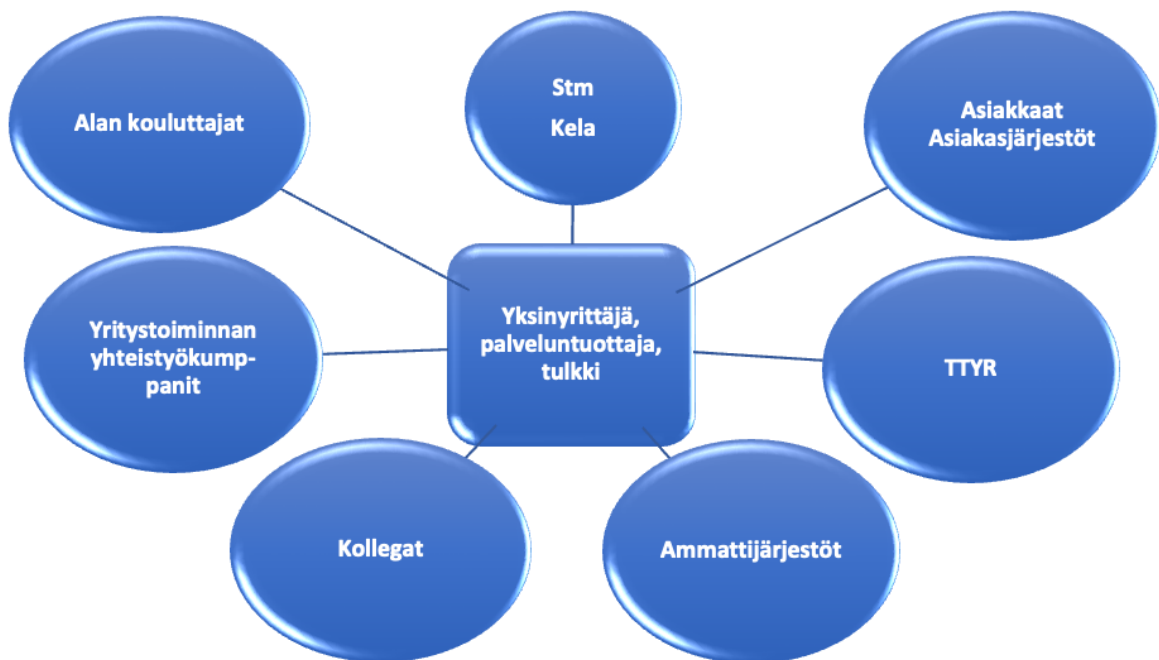 Alan kouluttajat
Stm
Kela
Asiakkaat
Asiakasjärjestöt
Yritystoiminnan
yhteistyökump-
panit
Yksinyrittäjä,
palveluntuottaja,
tulkki
TTYR
Kollegat
Ammattijärjestöt